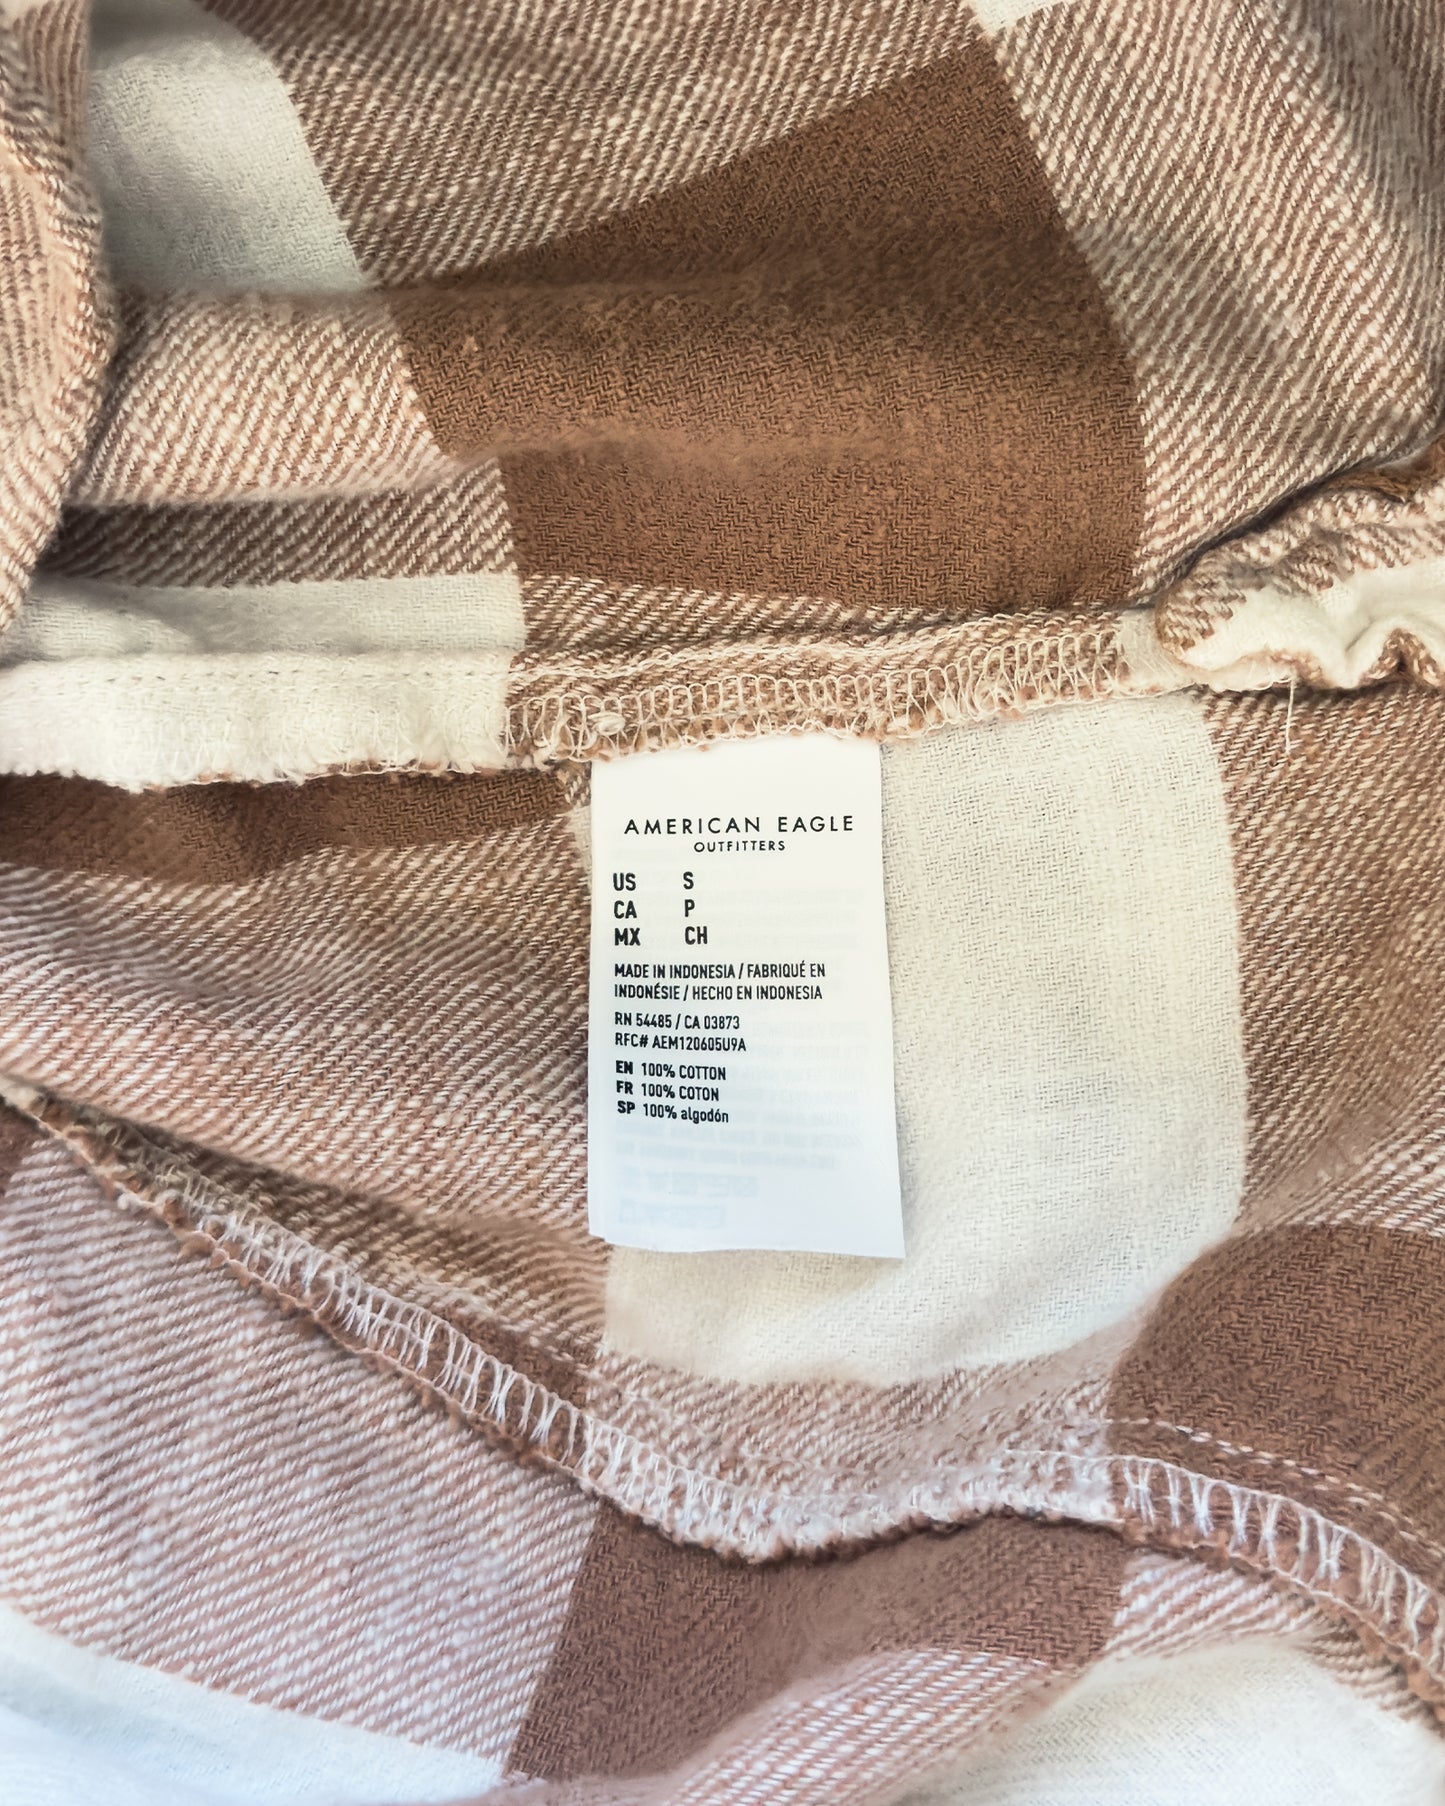 AMERICAN EAGLE
OUTFITTERS
US S
CA P
MX CH
MADE IN INDONESIA / FABRIQUÉ EN
INDONÉSIE / HECHO EN INDONESIA
RN 54485 / CA 03873
RFC# AEM120605U9A
EN 100% COTTON
FR 100% COTON
SP 100% algodón